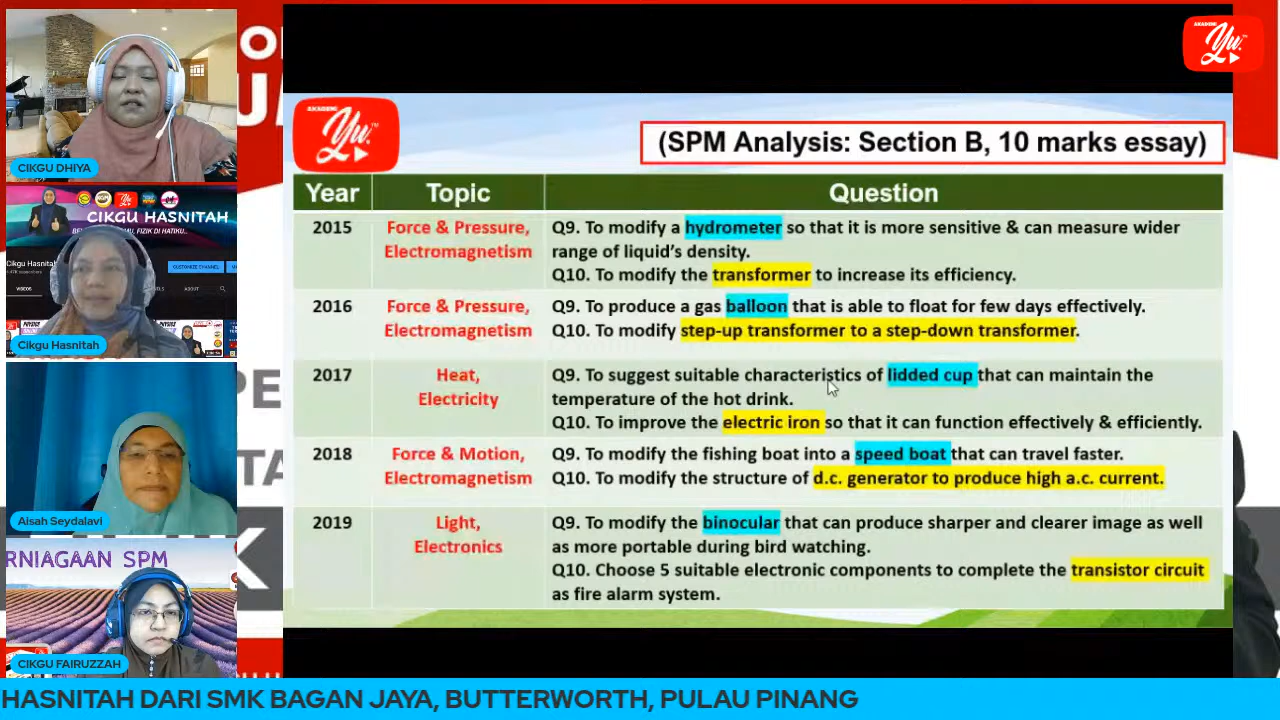 CIKGU DHIYA
CIKGU HASNITAH
Cikgu Hasnitah
Aisah Seydalavi
RNIAGAAN SPM
CIKGU FAIRUZZAH
AKADEMI
Yu.
AKADEMI
Yu.
(SPM Analysis: Section B, 10 marks essay)
Year Topic Question
2015 Force & Pressure, Electromagnetism
Q9. To modify a hydrometer so that it is more sensitive & can measure wider
range of liquid's density.
Q10. To modify the transformer to increase its efficiency.
2016 Force & Pressure, Electromagnetism
Q9. To produce a gas balloon that is able to float for few days effectively.
Q10. To modify step-up transformer to a step-down transformer.
2017 Heat, Electricity
Q9. To suggest suitable characteristics of lidded cup that can maintain the
temperature of the hot drink.
Q10. To improve the electric iron so that it can function effectively & efficiently.
2018 Force & Motion, Electromagnetism
Q9. To modify the fishing boat into a speed boat that can travel faster.
Q10. To modify the structure of d.c. generator to produce high a.c. current.
2019 Light, Electronics
Q9. To modify the binocular that can produce sharper and clearer image as well
as more portable during bird watching.
Q10. Choose 5 suitable electronic components to complete the transistor circuit
as fire alarm system.
HASNITAH DARI SMK BAGAN JAYA, BUTTERWORTH, PULAU PINANG